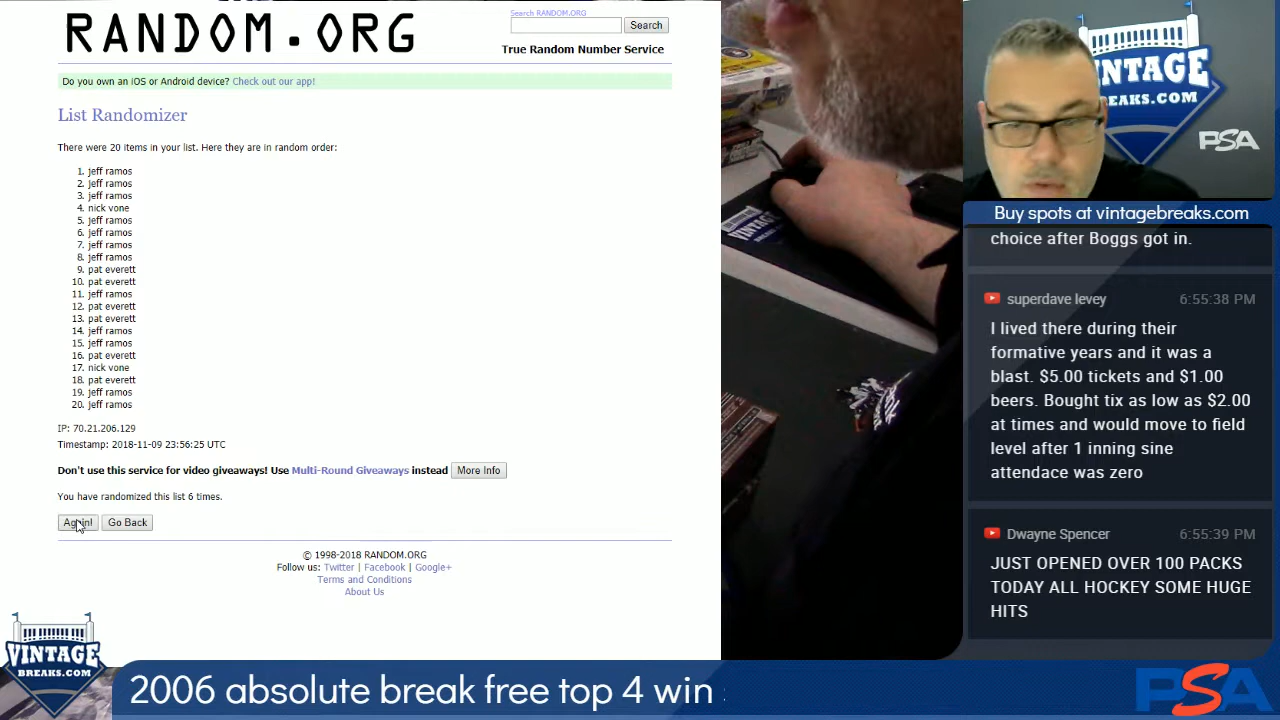 RANDOM.ORG
Search RANDOM.ORG
Search
True Random Number Service
Do you own an iOS or Android device? Check out our app!
List Randomizer
There were 20 items in your list. Here they are in random order:
1. jeff ramos
2. jeff ramos
3. jeff ramos
4. nick vone
5. jeff ramos
6. jeff ramos
7. jeff ramos
8. jeff ramos
9. pat everett
10. pat everett
11. jeff ramos
12. pat everett
13. pat everett
14. jeff ramos
15. jeff ramos
16. pat everett
17. nick vone
18. pat everett
19. jeff ramos
20. jeff ramos
IP: 70.21.206.129
Timestamp: 2018-11-09 23:56:25 UTC
Don't use this service for video giveaways! Use Multi-Round Giveaways instead
More Info
You have randomized this list 6 times.
Again!
Go Back
© 1998-2018 RANDOM.ORG
Follow us: Twitter | Facebook | Google+
Terms and Conditions
About Us
PSA
Buy spots at vintagebreaks.com
choice after Boggs got in.
superdave levey 6:55:38 PM
I lived there during their
formative years and it was a
blast. $5.00 tickets and $1.00
beers. Bought tix as low as $2.00
at times and would move to field
level after 1 inning sine
attendace was zero
Dwayne Spencer 6:55:39 PM
JUST OPENED OVER 100 PACKS
TODAY ALL HOCKEY SOME HUGE
HITS
VINTAGE
BREAKS.COM
2006 absolute break free top 4 win
PSA